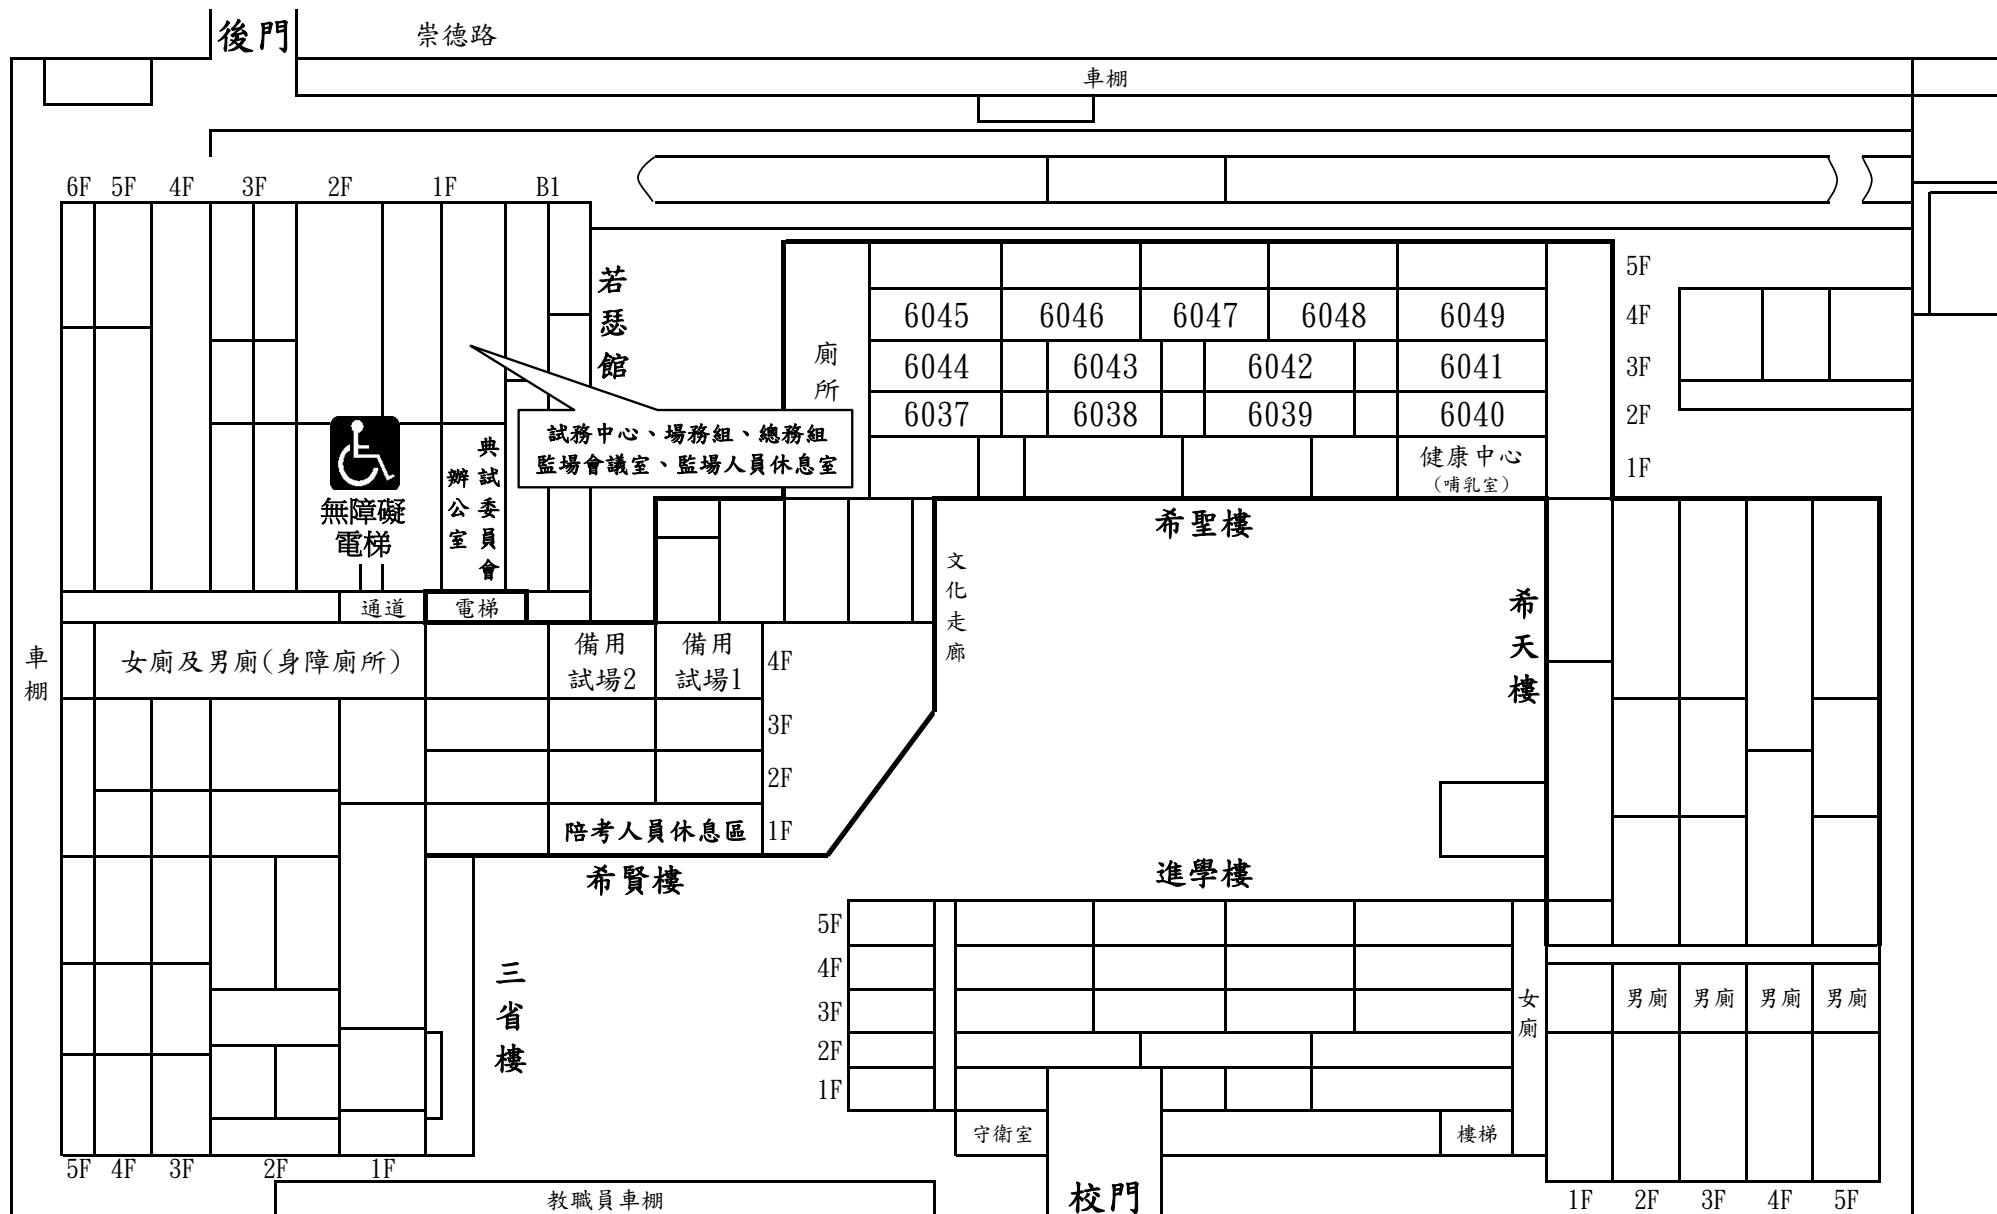 後門
崇德路
車棚
6F 5F 4F 3F 2F 1F B1
若瑟館
試務中心、場務組、總務組
監場會議室、監場人員休息室
典試委員會
辦公室
無障礙
電梯
通道
電梯
廁所
5F
6045 6046 6047 6048 6049 4F
6044 6043 6042 6041 3F
6037 6038 6039 6040 2F
健康中心
(哺乳室)
1F
希聖樓
文化走廊
希天樓
車棚
女廁及男廁(身障廁所)
備用
試場2
備用
試場1
4F
3F
2F
陪考人員休息區 1F
希賢樓
三省樓
進學樓
5F
4F
3F
2F
1F
女廁
男廁 男廁 男廁 男廁
守衛室
樓梯
5F 4F 3F 2F 1F
教職員車棚
校門
1F 2F 3F 4F 5F